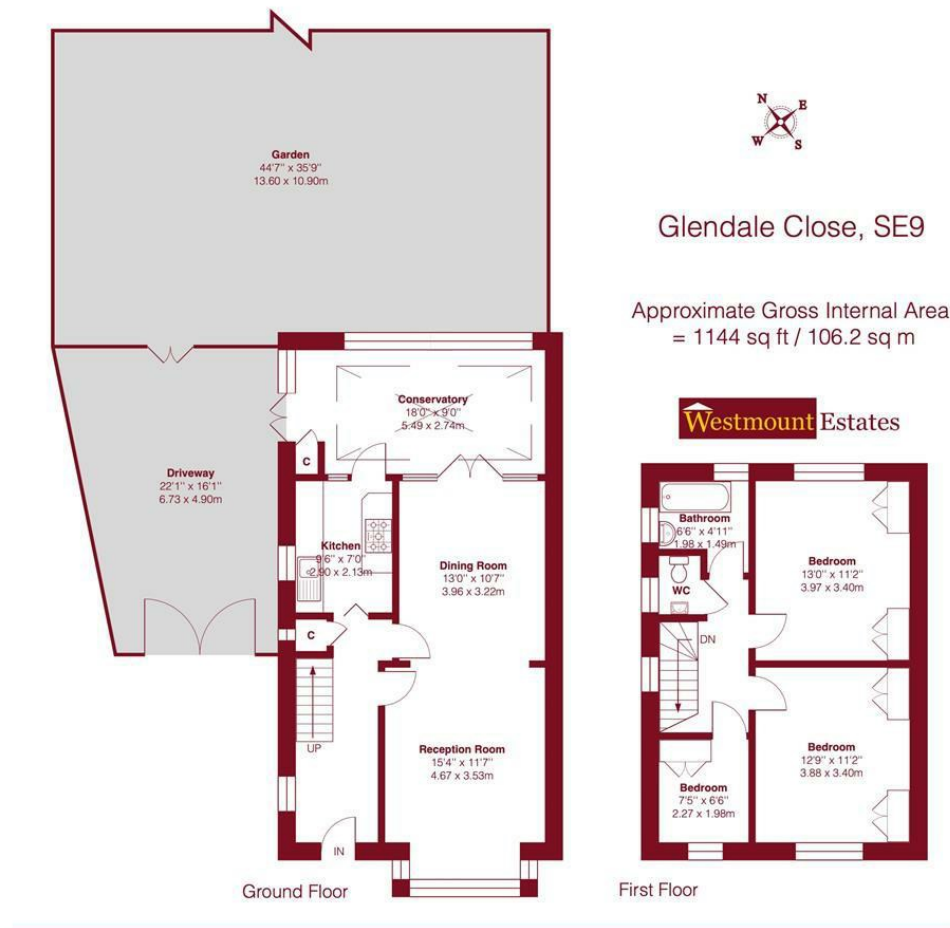 Garden
44'7" x 35'9"
13.60 x 10.90m
N
E
W
S
Glendale Close, SE9
Approximate Gross Internal Area
= 1144 sq ft / 106.2 sq m
Westmount Estates
Conservatory
18'0" x 9'0"
5.49 x 2.74m
C
Driveway
22'1" x 16'1"
6.73 x 4.90m
Kitchen
9'6" x 7'0"
2.90 x 2.13m
Dining Room
13'0" x 10'7"
3.96 x 3.22m
C
UP
Reception Room
15'4" x 11'7"
4.67 x 3.53m
IN
Ground Floor
Bathroom
6'6" x 4'11"
1.98 x 1.49m
WC
Bedroom
13'0" x 11'2"
3.97 x 3.40m
DN
Bedroom
12'9" x 11'2"
3.88 x 3.40m
Bedroom
7'5" x 6'6"
2.27 x 1.98m
First Floor